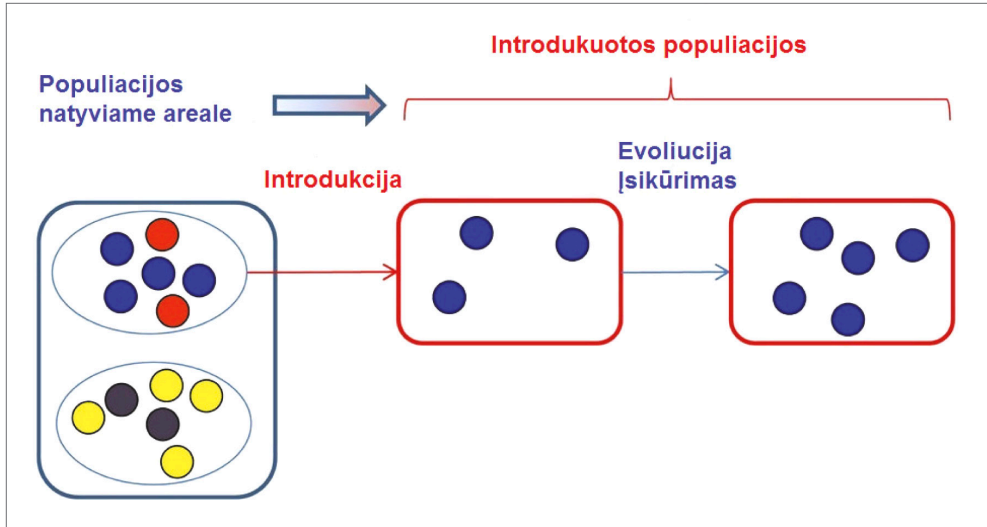 Introdukuotos populiacijos
Populiacijos
natyviame areale
Evoliucija
Įsikūrimas
Introdukcija